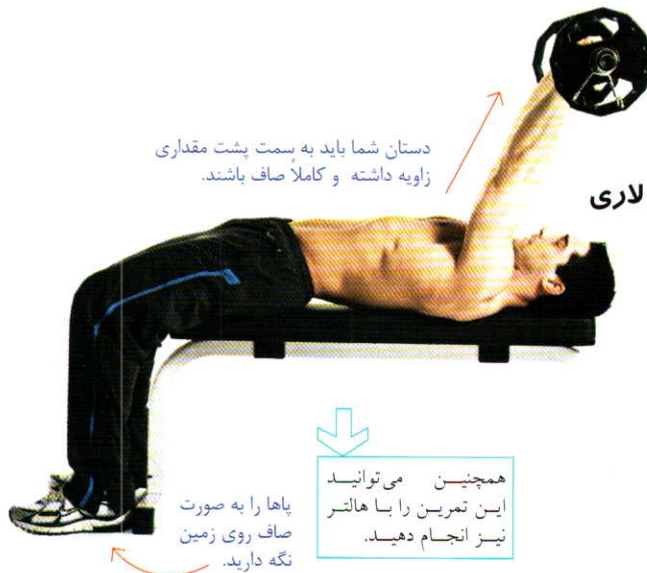 دستان شما باید به سمت پشت مقداری
زاویه داشته و کاملاً صاف باشند.
لاری
همچنین می‌توانید
این تمرین را با هالتر
نیز انجام دهید.
پاها را به صورت
صاف روی زمین
نگه دارید.